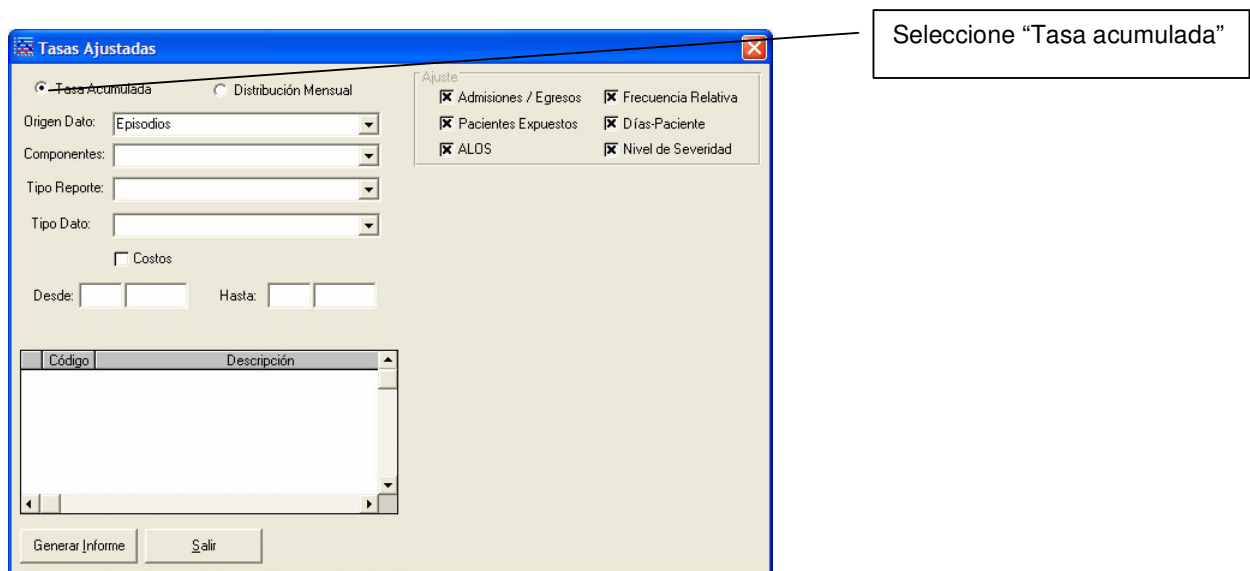 Seleccione “Tasa acumulada”
Tasas Ajustadas
Tasa Acumulada
Distribución Mensual
Origen Dato:
Episodios
Componentes:
Tipo Reporte:
Tipo Dato:
Costos
Desde:
Hasta:
Ajuste
Admisiones / Egresos
Frecuencia Relativa
Pacientes Expuestos
Días-Paciente
ALOS
Nivel de Severidad
Código
Descripción
Generar Informe
Salir